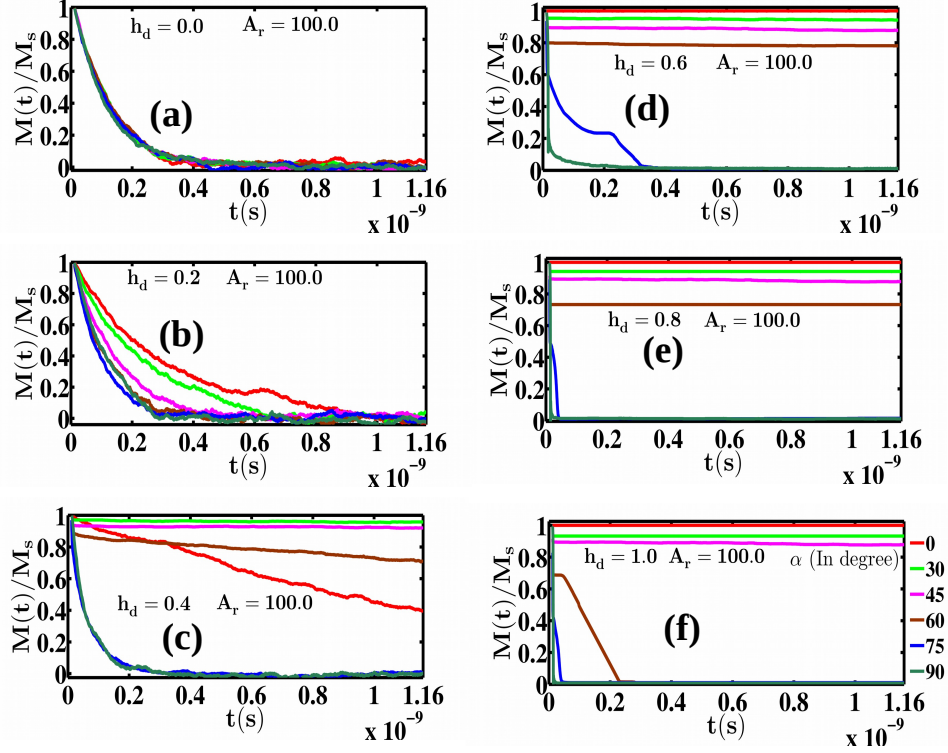 M(t)/Mₛ
1
0.8
0.6
0.4
0.2
0
h_d = 0.0 A_r = 100.0
(a)
0 0.2 0.4 0.6 0.8 1 1.16
t(s)
x 10⁻⁹
M(t)/Mₛ
1
0.8
0.6
0.4
0.2
0
h_d = 0.6 A_r = 100.0
(d)
0 0.2 0.4 0.6 0.8 1 1.16
t(s)
x 10⁻⁹
M(t)/Mₛ
1
0.8
0.6
0.4
0.2
0
h_d = 0.2 A_r = 100.0
(b)
0 0.2 0.4 0.6 0.8 1 1.16
t(s)
x 10⁻⁹
M(t)/Mₛ
1
0.8
0.6
0.4
0.2
0
h_d = 0.8 A_r = 100.0
(e)
0 0.2 0.4 0.6 0.8 1 1.16
t(s)
x 10⁻⁹
M(t)/Mₛ
1
0.8
0.6
0.4
0.2
0
h_d = 0.4 A_r = 100.0
(c)
0 0.2 0.4 0.6 0.8 1 1.16
t(s)
x 10⁻⁹
M(t)/Mₛ
1
0.8
0.6
0.4
0.2
0
h_d = 1.0 A_r = 100.0
α (In degree)
0
30
45
60
75
90
(f)
0 0.2 0.4 0.6 0.8 1 1.16
t(s)
x 10⁻⁹